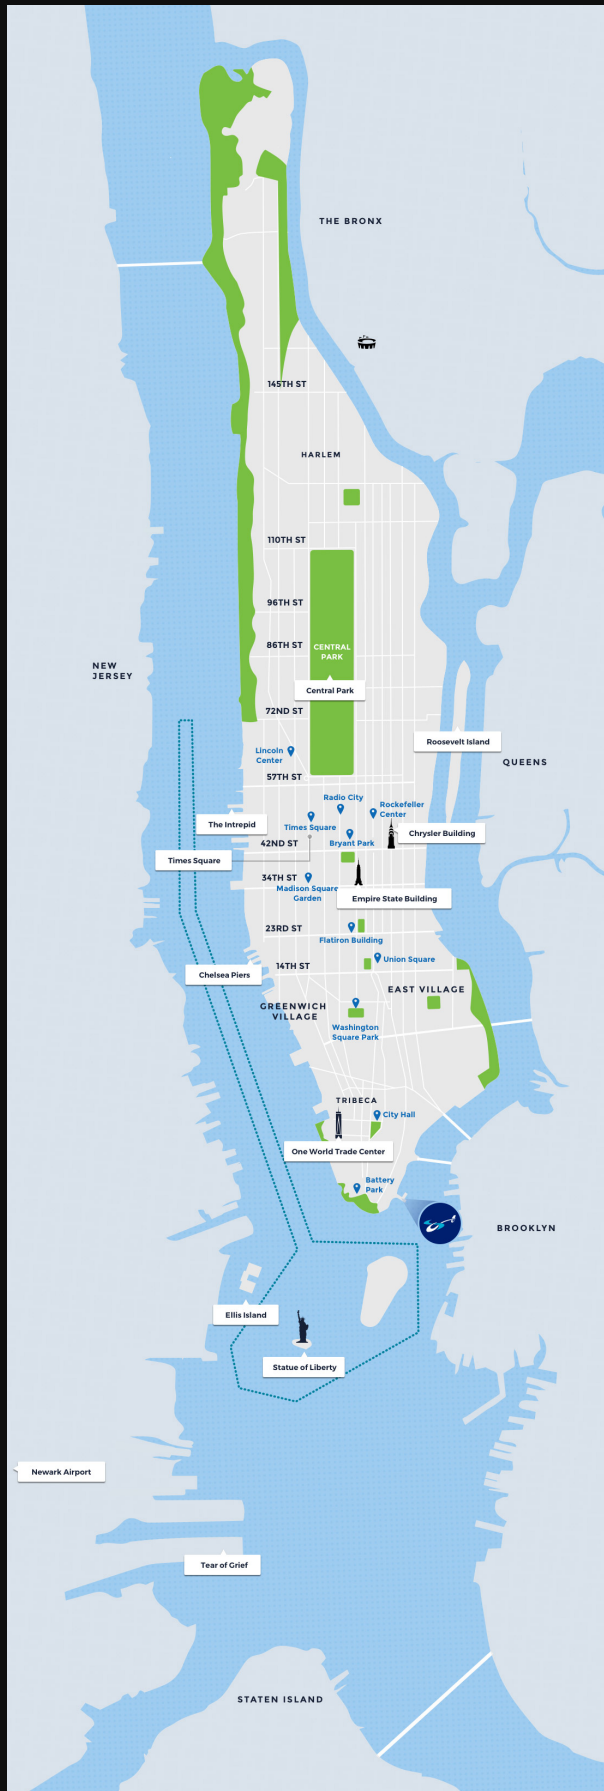 THE BRONX
145TH ST
HARLEM
110TH ST
96TH ST
86TH ST
CENTRAL
PARK
NEW
JERSEY
Central Park
72ND ST
Roosevelt Island
Lincoln
Center
QUEENS
57TH ST
Radio City
Rockefeller
Center
The Intrepid
Times Square
Chrysler Building
42ND ST
Bryant Park
Times Square
34TH ST
Madison Square
Garden
Empire State Building
23RD ST
Flatiron Building
Union Square
14TH ST
Chelsea Piers
EAST VILLAGE
GREENWICH
VILLAGE
Washington
Square Park
TRIBECA
City Hall
One World Trade Center
Battery
Park
BROOKLYN
Ellis Island
Statue of Liberty
Newark Airport
Tear of Grief
STATEN ISLAND